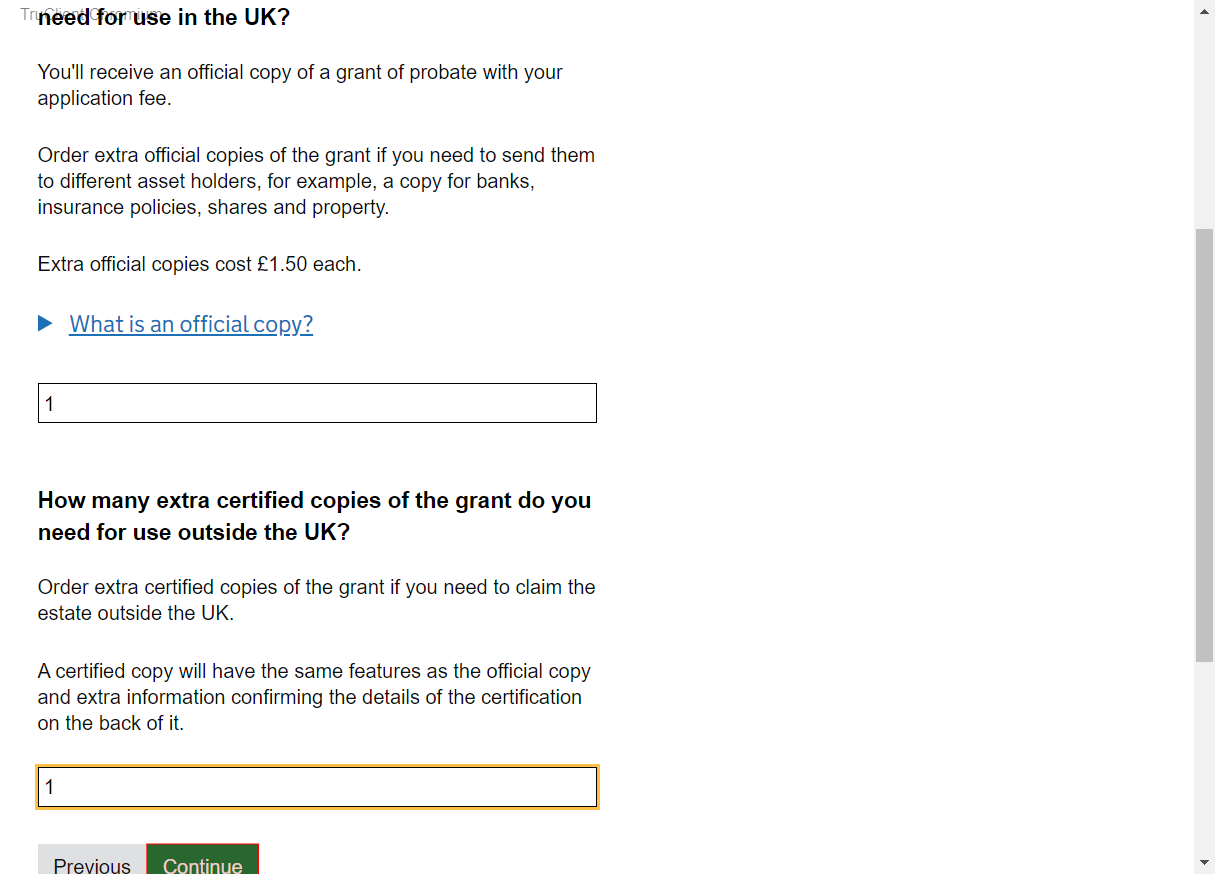 TruClient Chromium
need for use in the UK?
You'll receive an official copy of a grant of probate with your
application fee.
Order extra official copies of the grant if you need to send them
to different asset holders, for example, a copy for banks,
insurance policies, shares and property.
Extra official copies cost £1.50 each.
What is an official copy?
1
How many extra certified copies of the grant do you
need for use outside the UK?
Order extra certified copies of the grant if you need to claim the
estate outside the UK.
A certified copy will have the same features as the official copy
and extra information confirming the details of the certification
on the back of it.
1
Previous Continue